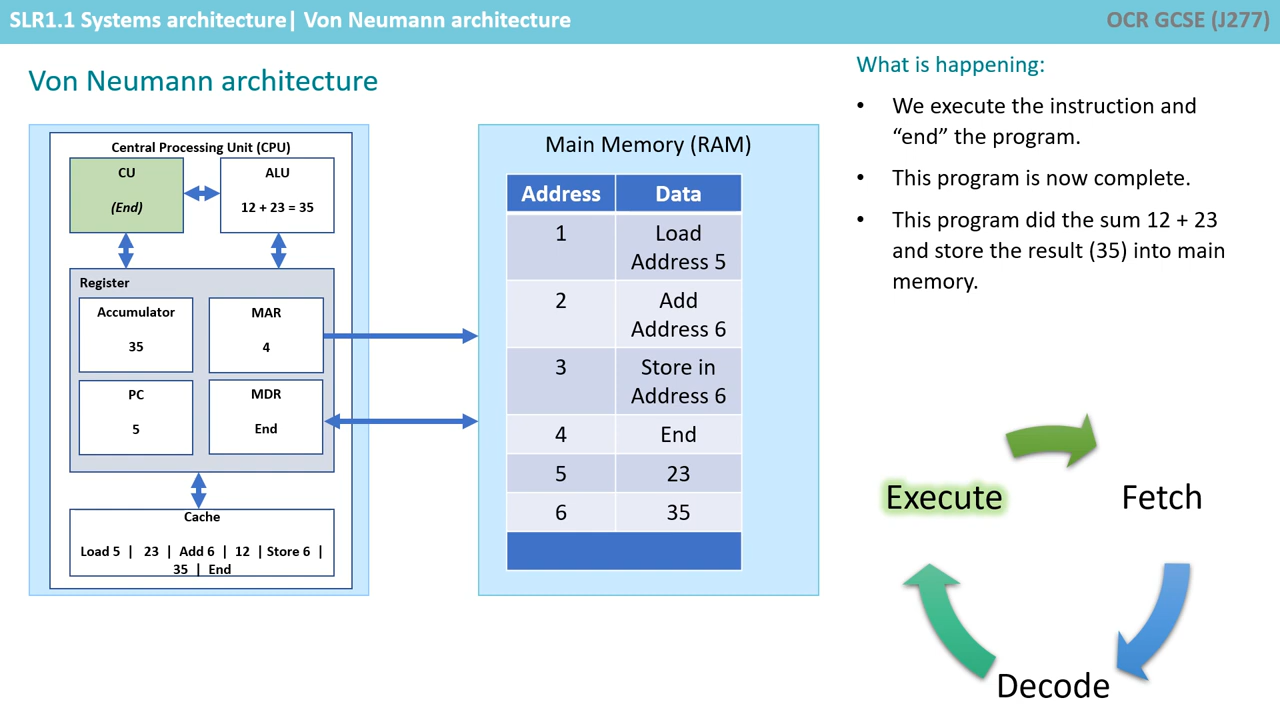 SLR1.1 Systems architecture| Von Neumann architecture
OCR GCSE (J277)
Von Neumann architecture
Central Processing Unit (CPU)
CU
(End)
ALU
12 + 23 = 35
Register
Accumulator
35
MAR
4
PC
5
MDR
End
Cache
Load 5 | 23 | Add 6 | 12 | Store 6 |
35 | End
Main Memory (RAM)
Address Data
1 Load
Address 5
2 Add
Address 6
3 Store in
Address 6
4 End
5 23
6 35
What is happening:
• We execute the instruction and
“end” the program.
• This program is now complete.
• This program did the sum 12 + 23
and store the result (35) into main
memory.
Execute
Fetch
Decode